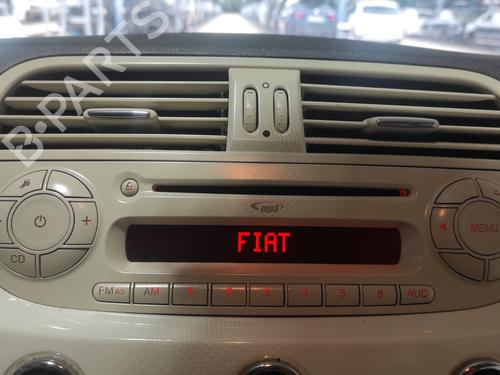 B-PARTS
mp3
+
MENU
FIAT
CD
FM AS AM 1 2 3 4 5 6 AUD